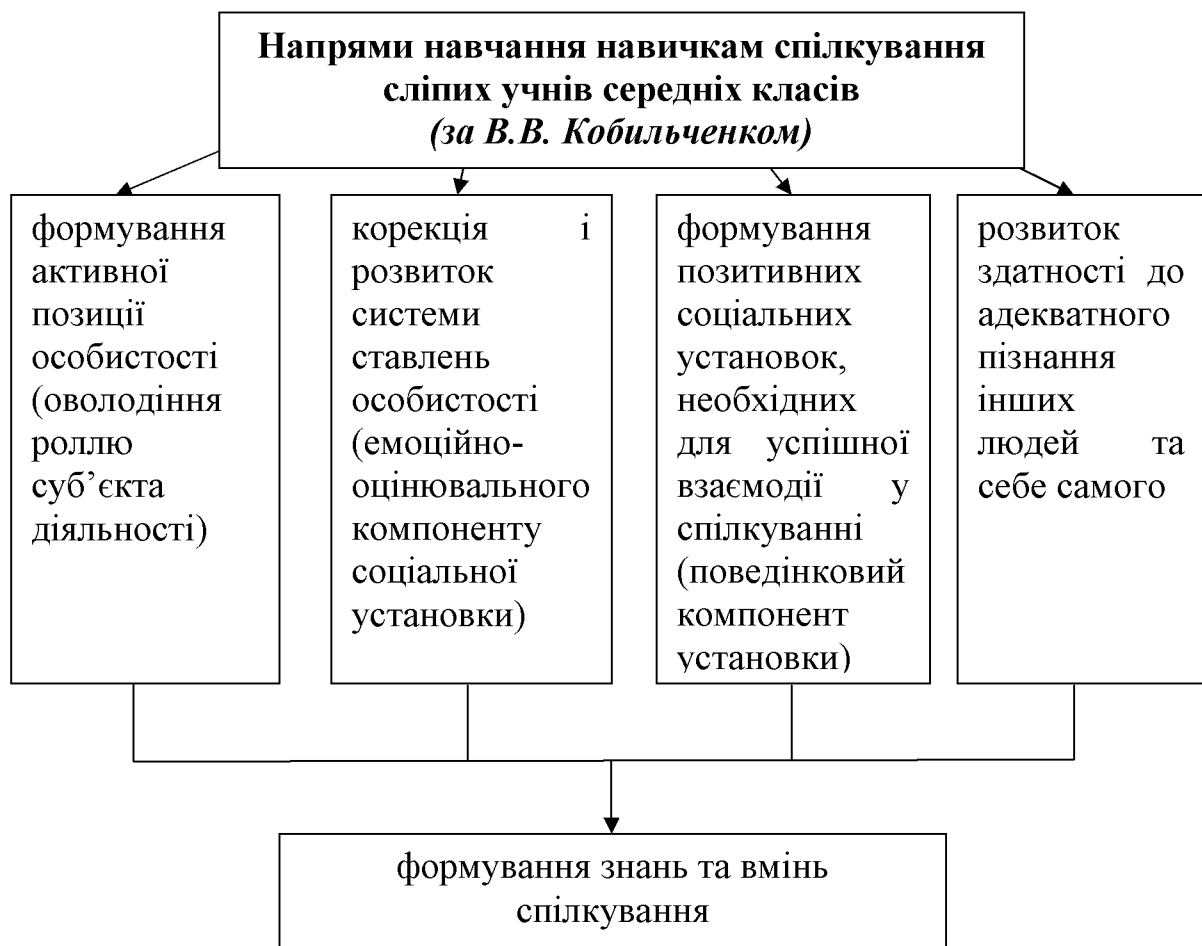 Напрями навчання навичкам спілкування
сліпих учнів середніх класів
(за В.В. Кобильченком)
формування
активної
позиції
особистості
(оволодіння
роллю
суб’єкта
діяльності)
корекція і
розвиток
системи
ставлень
особистості
(емоційно-
оцінювального
компоненту
соціальної
установки)
формування
позитивних
соціальних
установок,
необхідних
для успішної
взаємодії у
спілкуванні
(поведінковий
компонент
установки)
розвиток
здатності до
адекватного
пізнання
інших
людей та
себе самого
формування знань та вмінь
спілкування